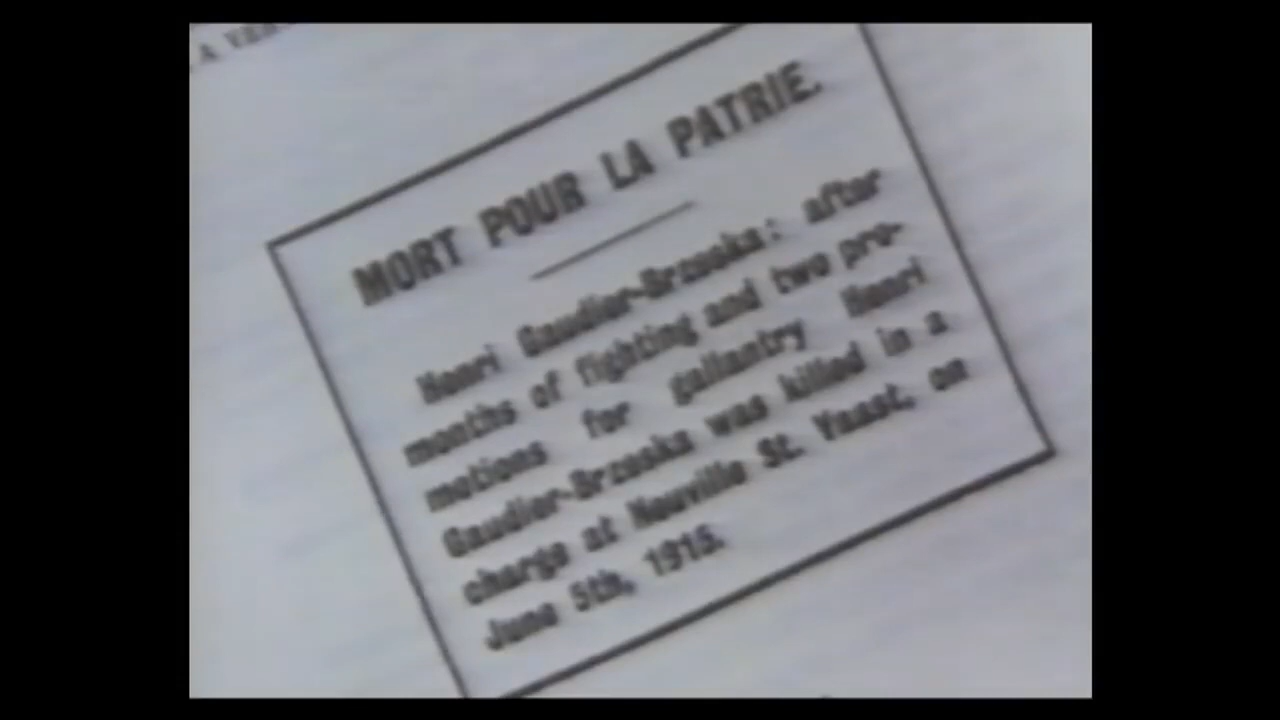 A VER
MORT POUR LA PATRIE.
Henri Gaudier-Brzeska: after
months of fighting and two pro-
motions for gallantry Henri
Gaudier-Brzeska was killed in a
charge at Neuville St. Vaast, on
June 5th, 1915.